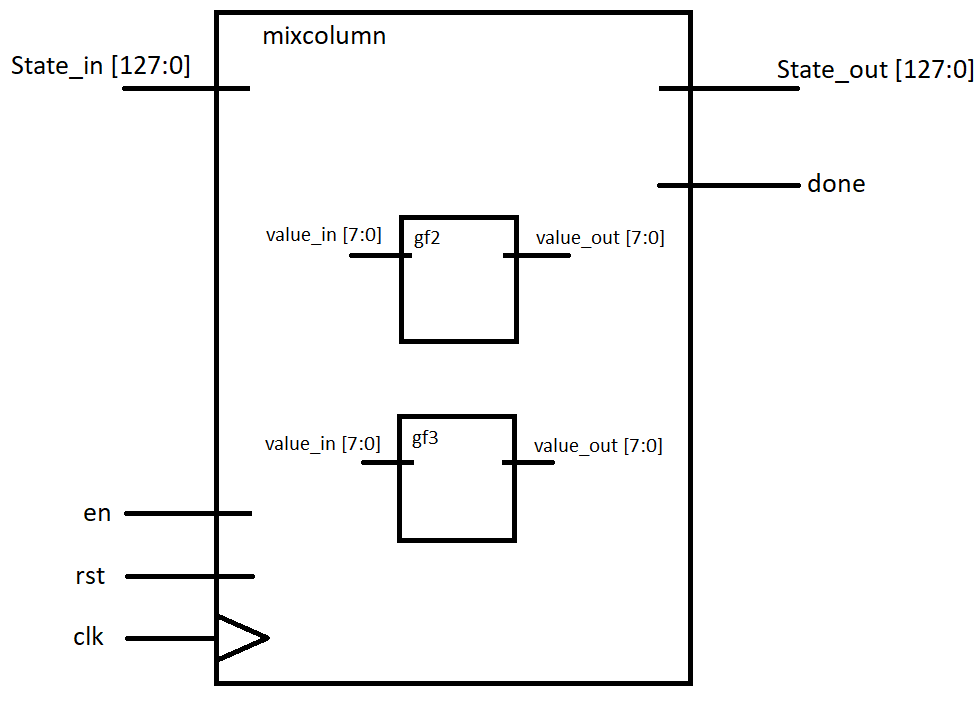 mixcolumn
State_in [127:0]
State_out [127:0]
done
value_in [7:0]
gf2
value_out [7:0]
value_in [7:0]
gf3
value_out [7:0]
en
rst
clk